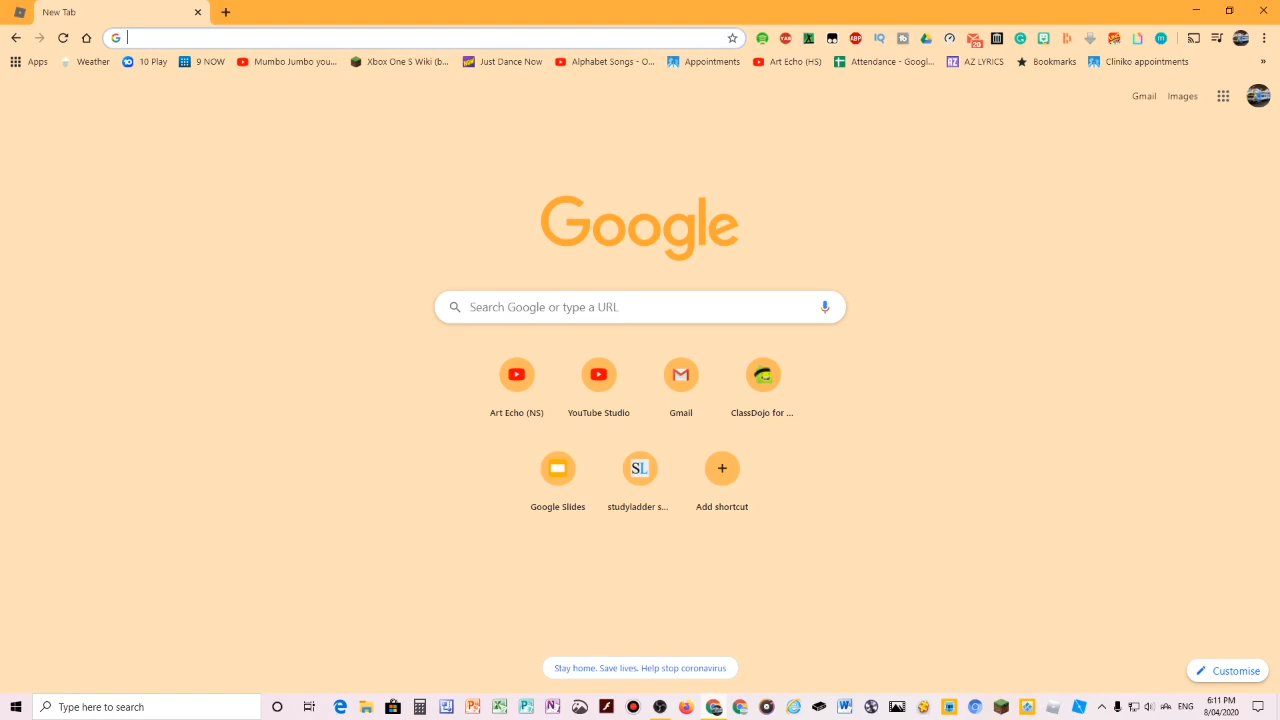 New Tab
Apps Weather 10 Play 9 NOW Mumbo Jumbo you... Xbox One S Wiki (b... Just Dance Now Alphabet Songs - O... Appointments Art Echo (HS) Attendance - Googl... AZ LYRICS Bookmarks Cliniko appointments »
20
ABP
Gmail Images
Google
Search Google or type a URL
Art Echo (NS) YouTube Studio Gmail ClassDojo for ...
SL
Google Slides studyladder s... Add shortcut
Stay home. Save lives. Help stop coronavirus
Customise
Type here to search
ENG
6:11 PM
8/04/2020